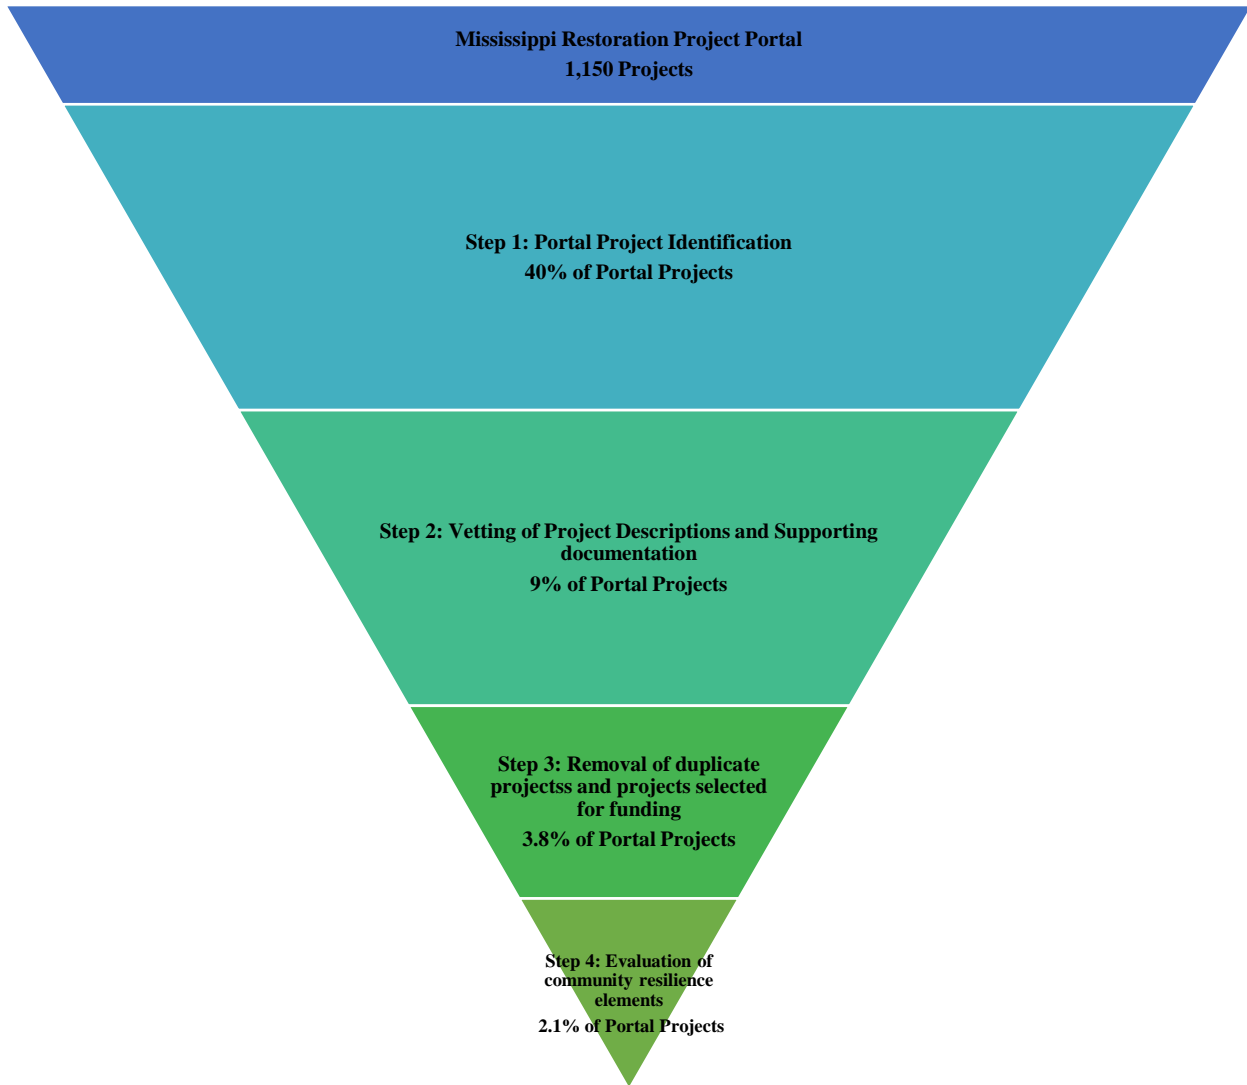 Mississippi Restoration Project Portal
1,150 Projects
Step 1: Portal Project Identification
40% of Portal Projects
Step 2: Vetting of Project Descriptions and Supporting
documentation
9% of Portal Projects
Step 3: Removal of duplicate
projectss and projects selected
for funding
3.8% of Portal Projects
Step 4: Evaluation of
community resilience
elements
2.1% of Portal Projects